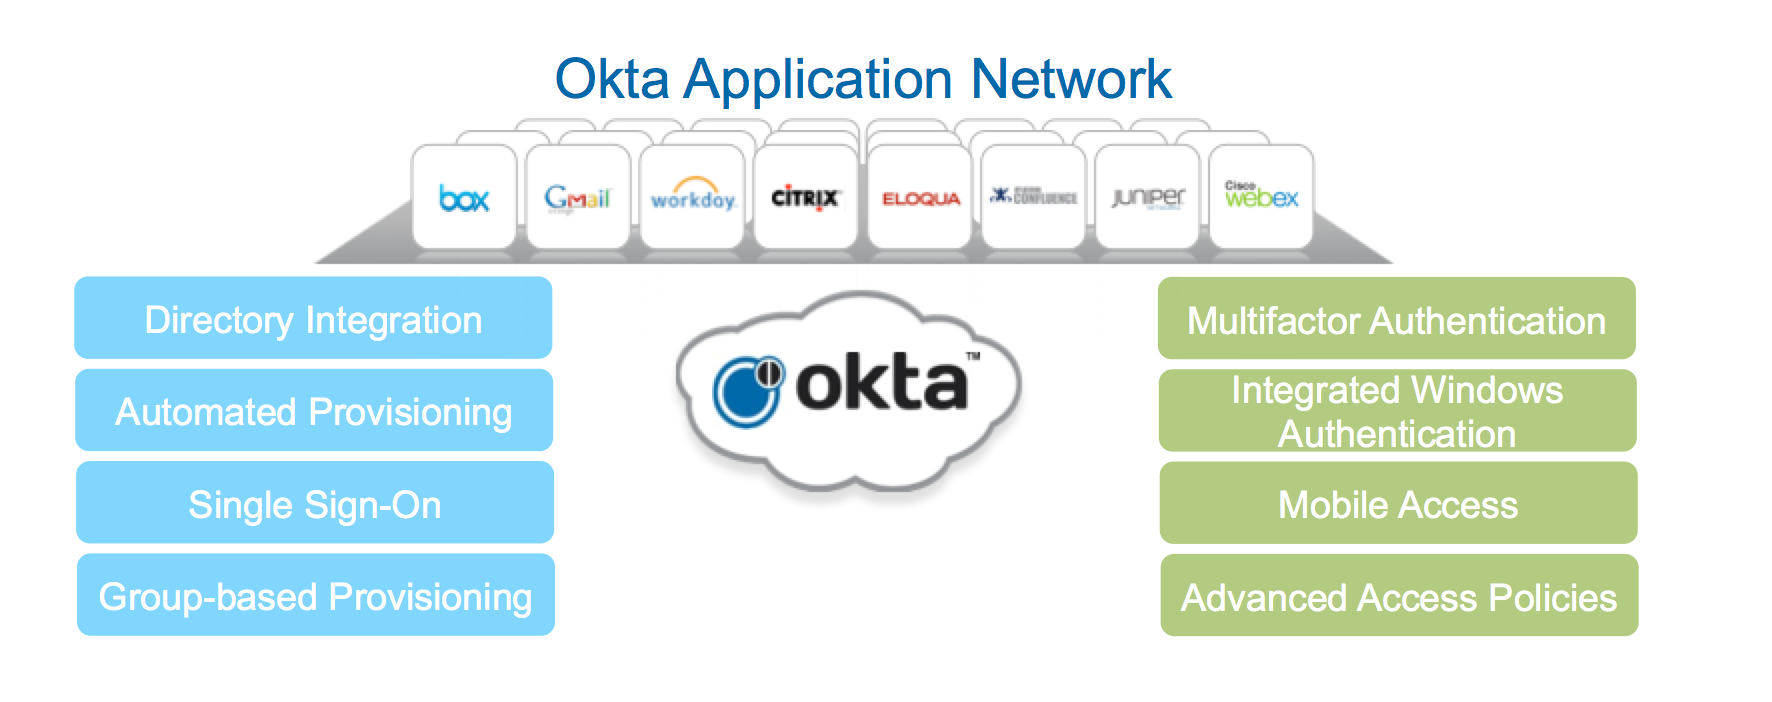 Okta Application Network
box
Gmail
workday.
CITRIX
ELOQUA
CONFLUENCE
JUNIPER
Cisco
webex
Directory Integration
Automated Provisioning
Single Sign-On
Group-based Provisioning
okta™
Multifactor Authentication
Integrated Windows
Authentication
Mobile Access
Advanced Access Policies